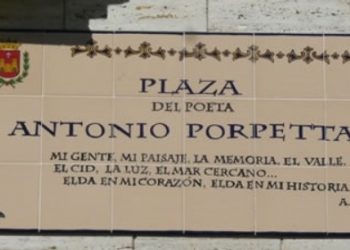 PLAZA
DEL POETA
ANTONIO PORPETTA
MI GENTE, MI PAISAJE, LA MEMORIA, EL VALLE,
EL CID, LA LUZ, EL MAR CERCANO...
ELDA EN MI CORAZÓN, ELDA EN MI HISTORIA.
A.